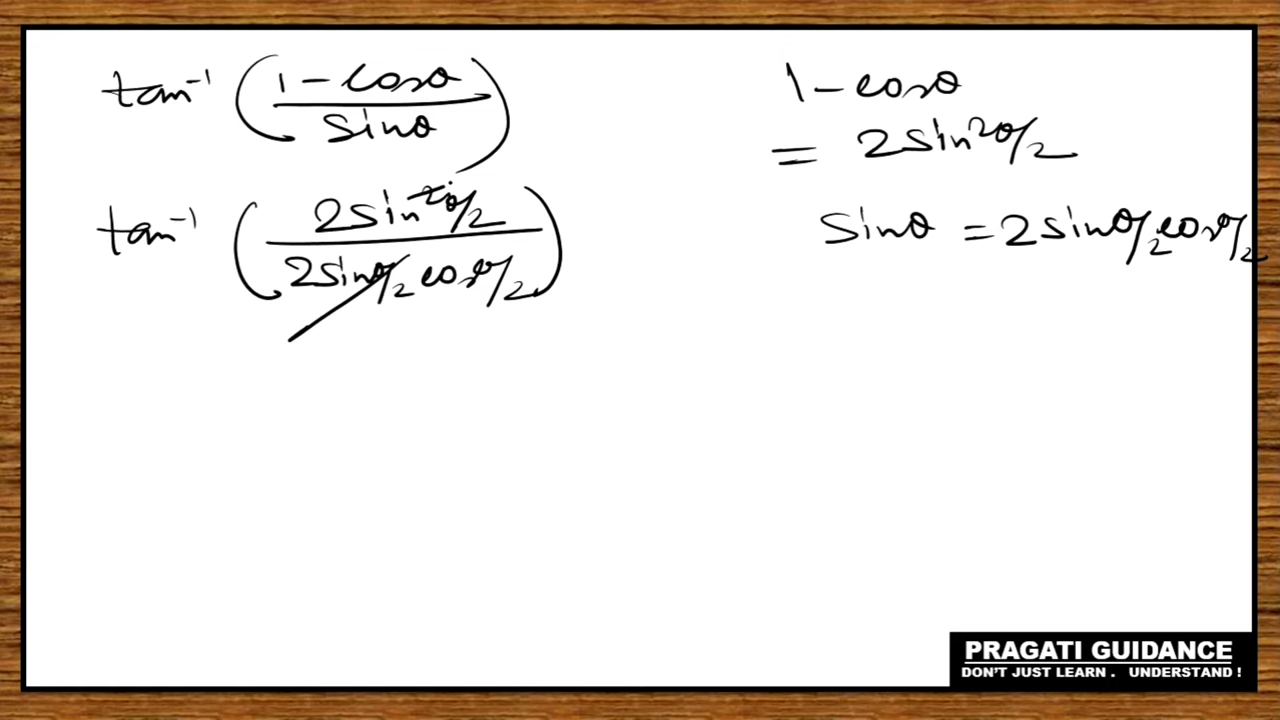 tan⁻¹ (1 - cosθ / sinθ)
tan⁻¹ (2sin²θ/2 / 2sinθ/2 cosθ/2)
1 - cosθ
= 2sin²θ/2
sinθ = 2sinθ/2 cosθ/2
PRAGATI GUIDANCE
DON'T JUST LEARN . UNDERSTAND !